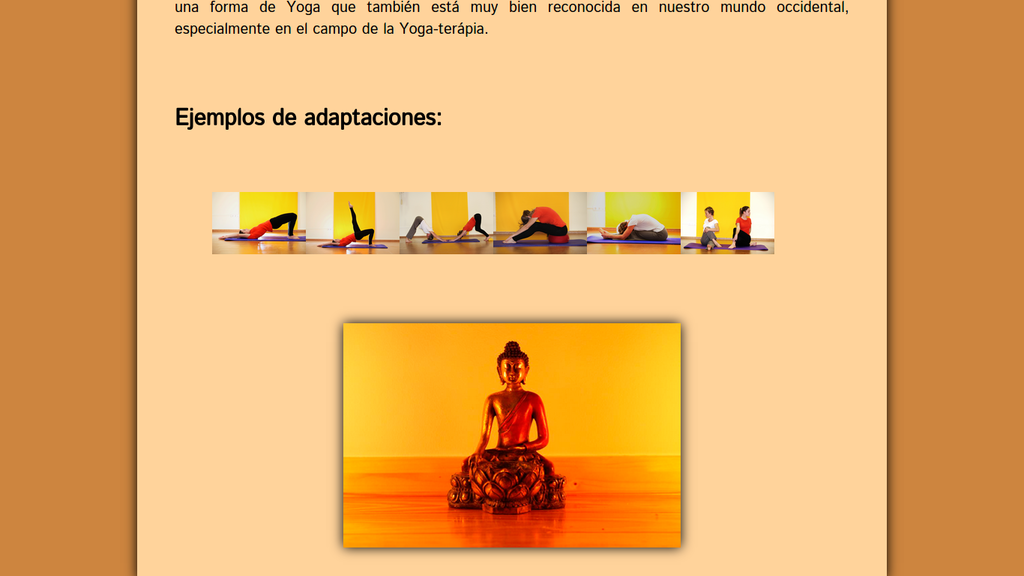 una forma de Yoga que también está muy bien reconocida en nuestro mundo occidental,
especialmente en el campo de la Yoga-terápia.
Ejemplos de adaptaciones: